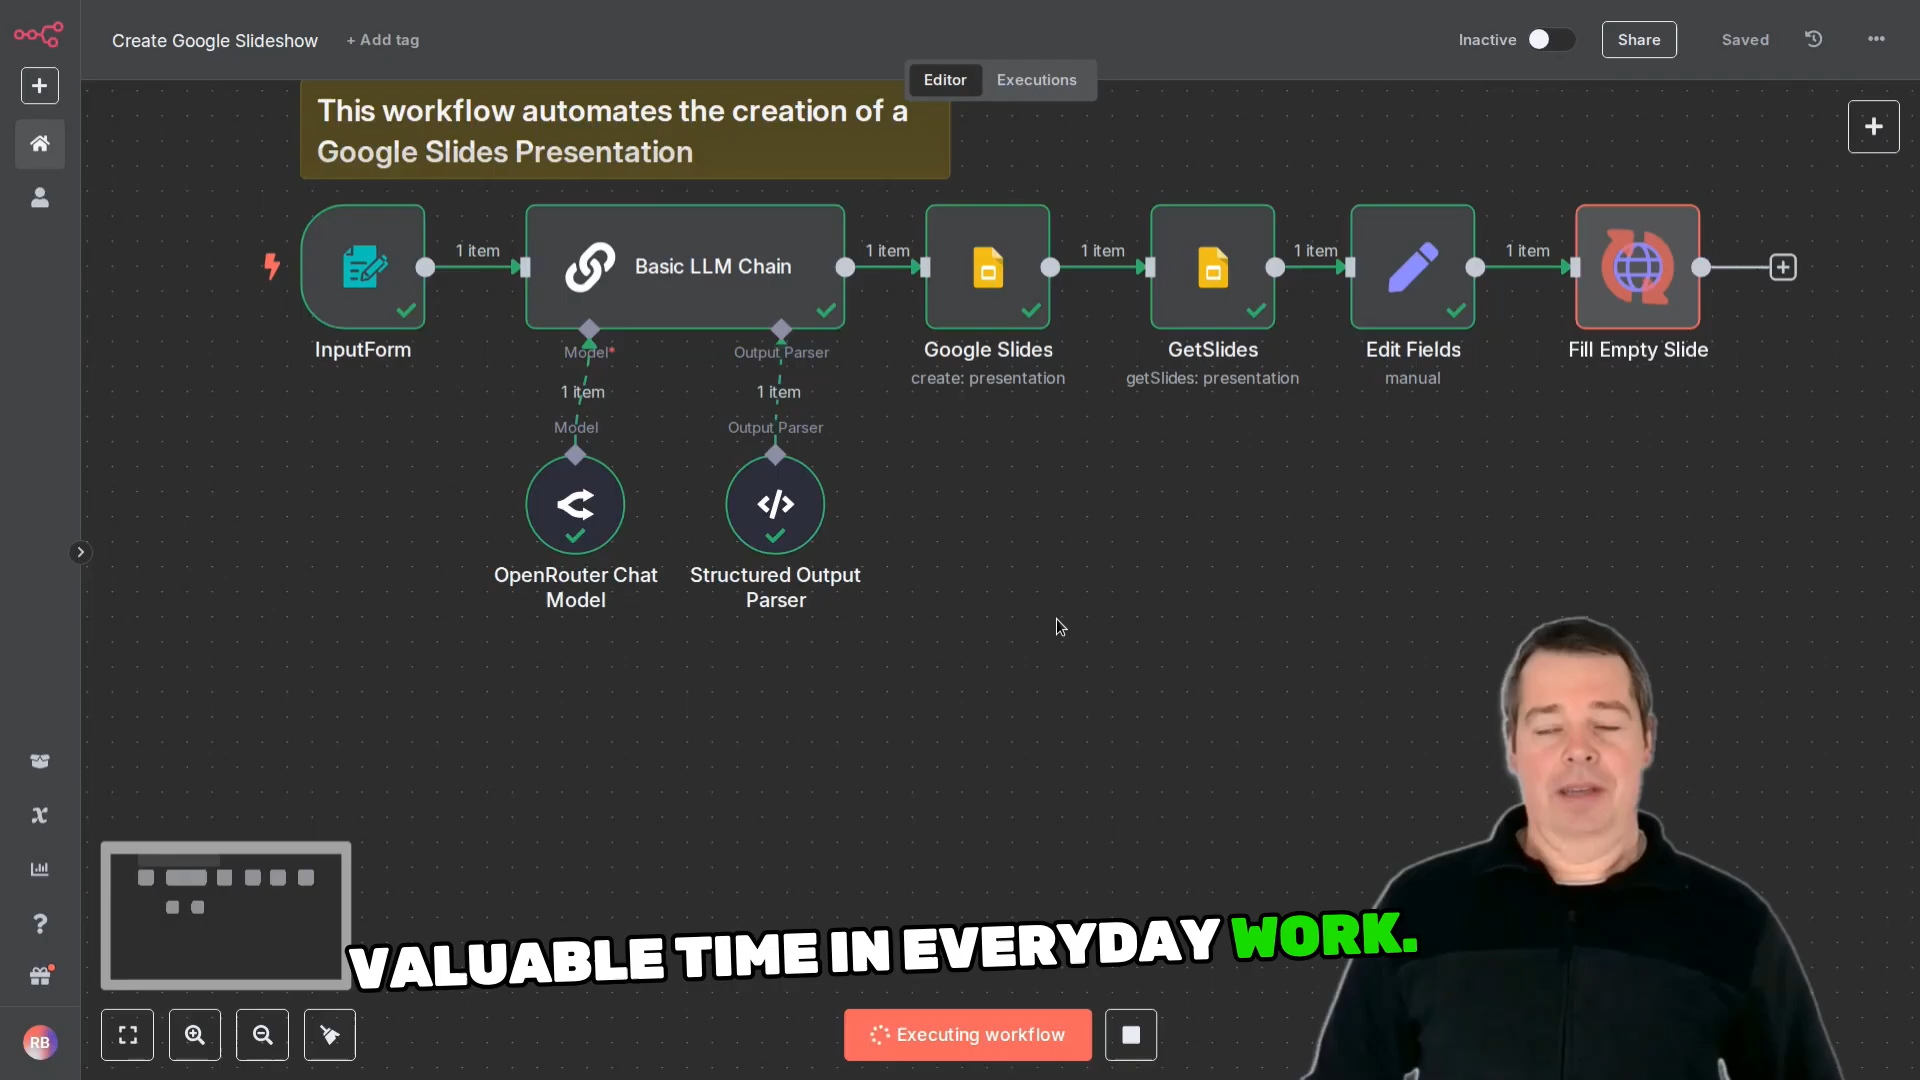 Create Google Slideshow
+ Add tag
Inactive
Share
Saved
Editor
Executions
This workflow automates the creation of a
Google Slides Presentation
1 item
1 item
1 item
1 item
1 item
Basic LLM Chain
InputForm
Model*
Output Parser
Google Slides
create: presentation
GetSlides
getSlides: presentation
Edit Fields
manual
Fill Empty Slide
1 item
1 item
Model
Output Parser
OpenRouter Chat
Model
Structured Output
Parser
VALUABLE TIME IN EVERYDAY WORK.
RB
Executing workflow